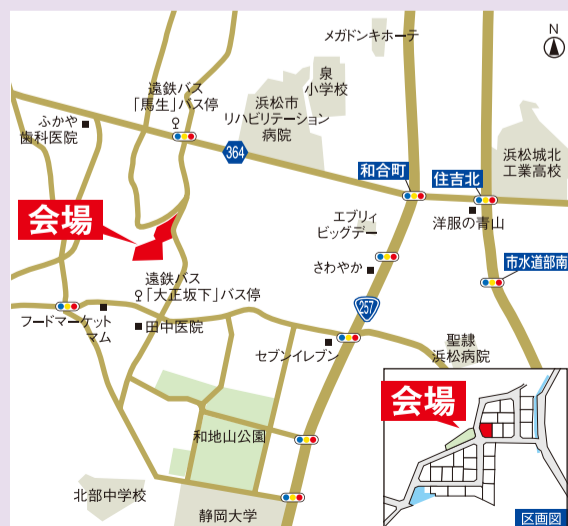 メガドンキホーテ
N
遠鉄バス
「馬生」バス停
泉
小学校
浜松市
リハビリテーション
病院
ふかや
歯科医院
364
和合町
住吉北
浜松城北
工業高校
会場
エブリィ
ビッグデー
洋服の青山
さわやか
市水道部南
遠鉄バス
「大正坂下」バス停
257
フードマーケット
マム
田中医院
セブンイレブン
聖隷
浜松病院
和地山公園
北部中学校
静岡大学
会場
区画図